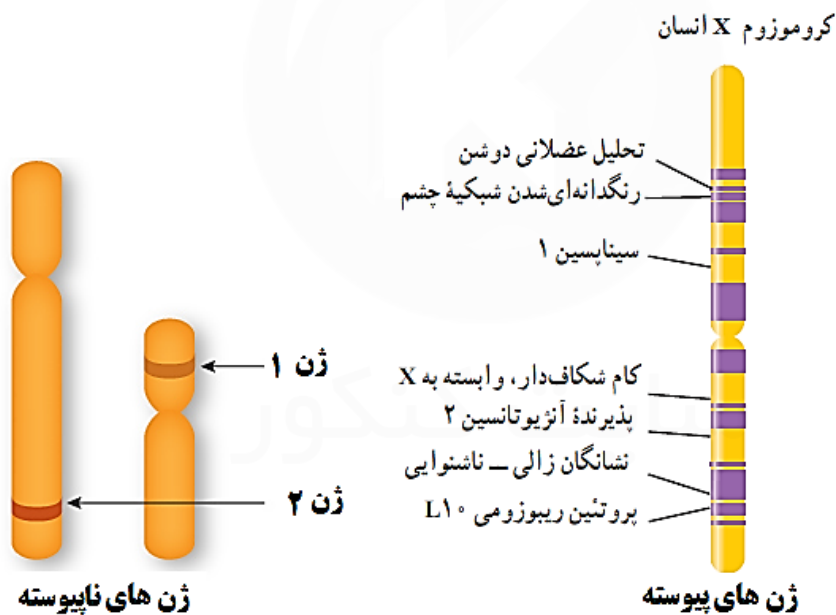 کروموزوم X انسان
تحلیل عضلانی دوشن
رنگدانه‌ای‌شدن شبکیهٔ چشم
سیناپسین ۱
کام شکاف‌دار، وابسته به X
پذیرندهٔ آنژیوتانسین ۲
نشانگان زالی – ناشنوایی
پروتئین ریبوزومی L۱۰
ژن های پیوسته
ژن ۱
ژن ۲
ژن های ناپیوسته